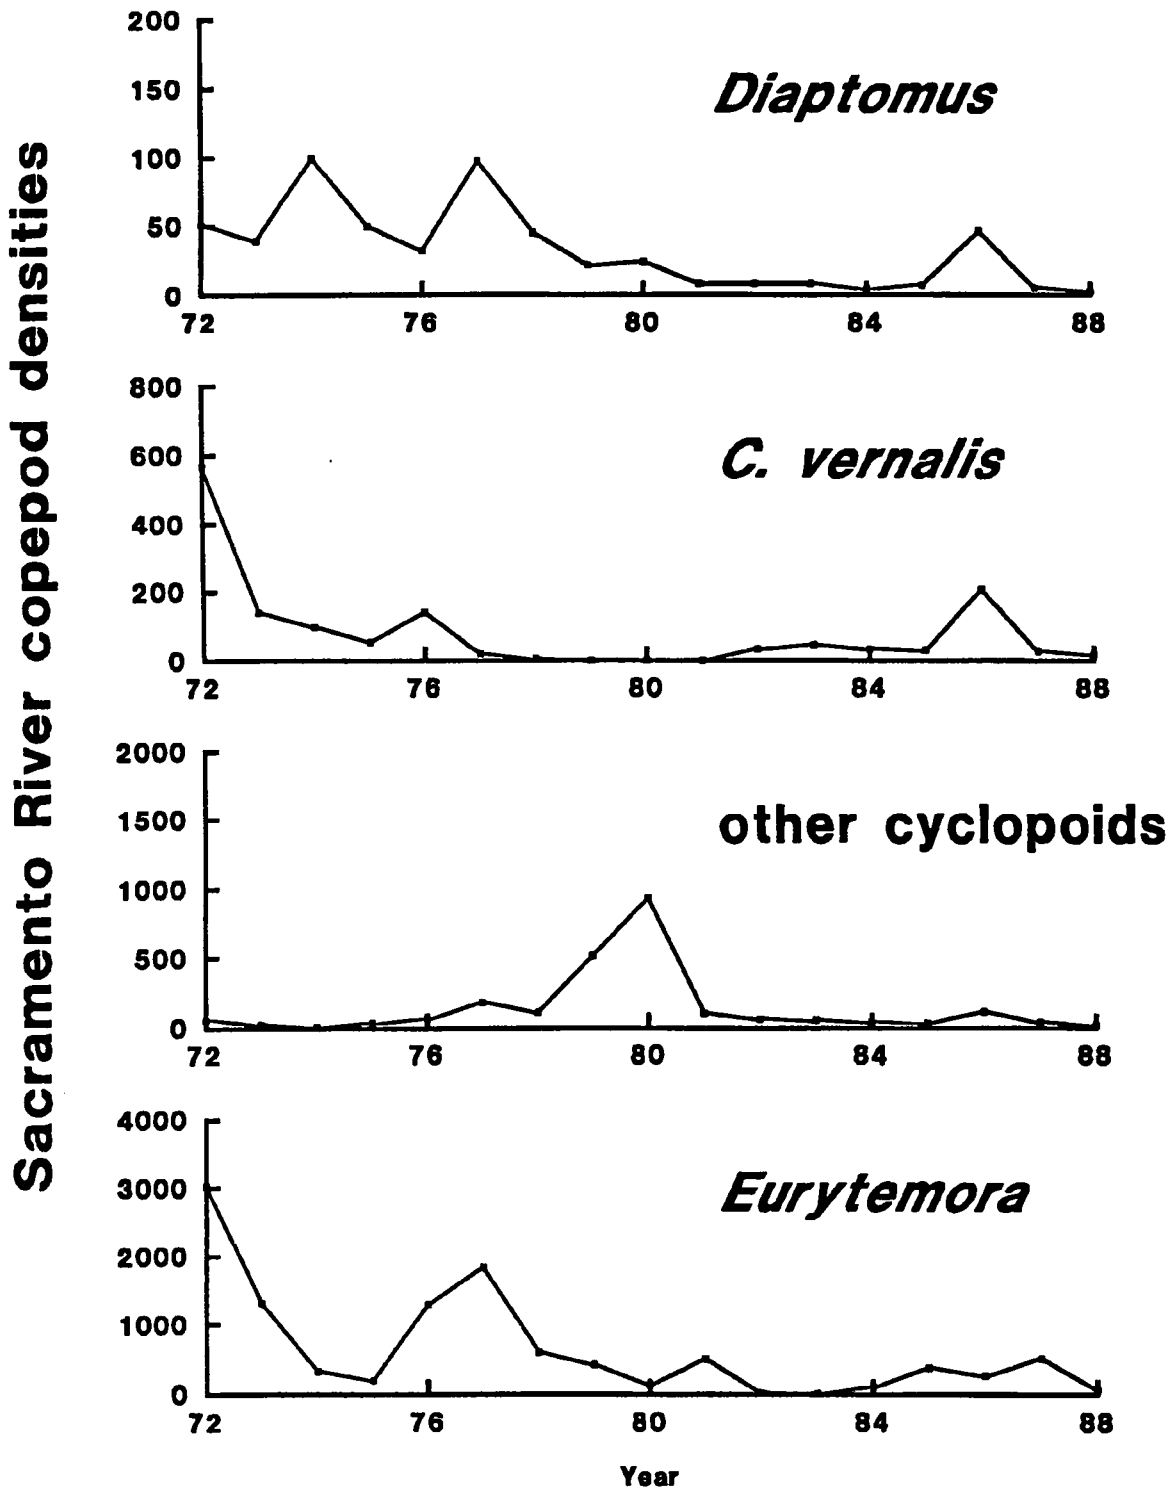 Sacramento River copepod densities
200
150
100
50
0
72 76 80 84 88
Diaptomus
800
600
400
200
0
72 76 80 84 88
C. vernalis
2000
1500
1000
500
0
72 76 80 84 88
other cyclopoids
4000
3000
2000
1000
0
72 76 80 84 88
Eurytemora
Year